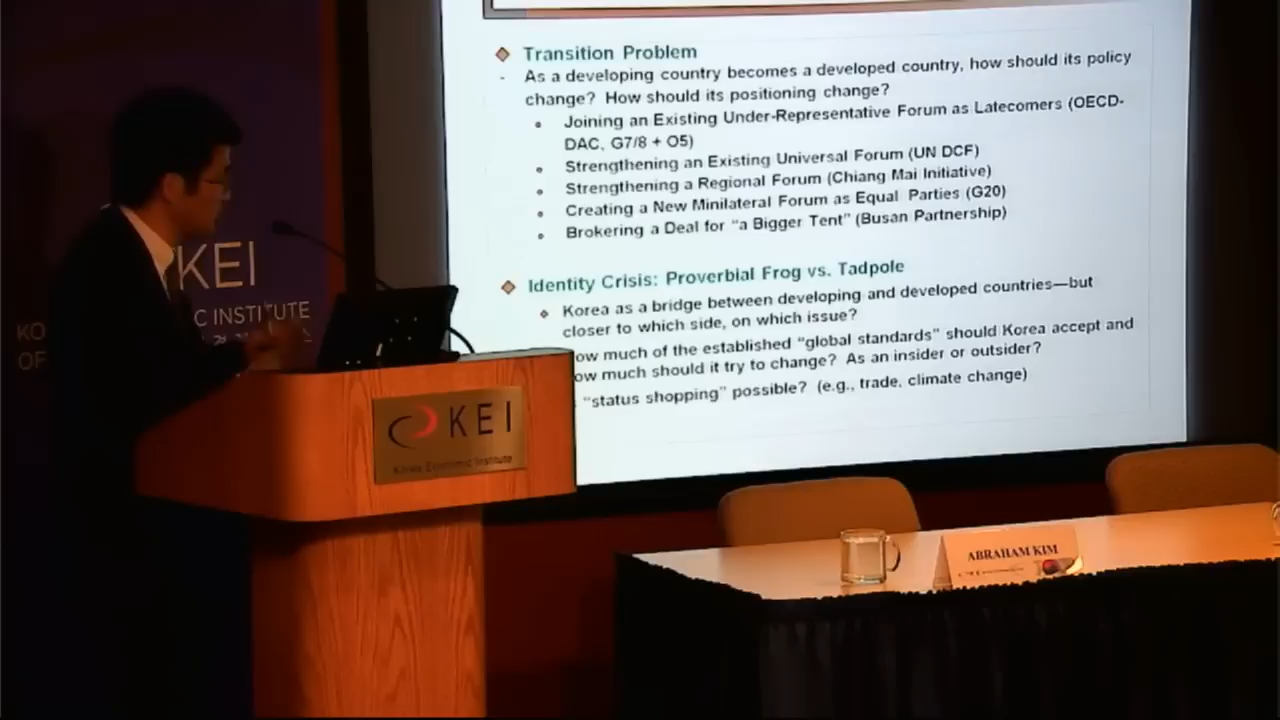 Transition Problem
- As a developing country becomes a developed country, how should its policy
change? How should its positioning change?
Joining an Existing Under-Representative Forum as Latecomers (OECD-
DAC, G7/8 + O5)
Strengthening an Existing Universal Forum (UN DCF)
Strengthening a Regional Forum (Chiang Mai Initiative)
Creating a New Minilateral Forum as Equal Parties (G20)
Brokering a Deal for “a Bigger Tent” (Busan Partnership)
Identity Crisis: Proverbial Frog vs. Tadpole
Korea as a bridge between developing and developed countries—but
closer to which side, on which issue?
ow much of the established “global standards” should Korea accept and
ow much should it try to change? As an insider or outsider?
“status shopping” possible? (e.g., trade, climate change)
KEI
C INSTITUTE
KO
OF
KEI
Korea Economic Institute
ABRAHAM KIM